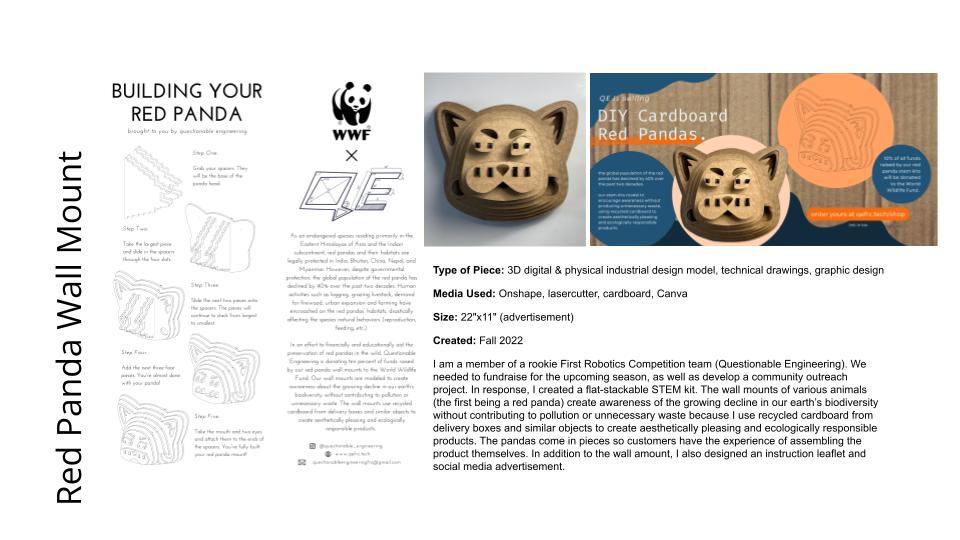 Red Panda Wall Mount
BUILDING YOUR
RED PANDA
brought to you by questionable engineering
Step One:
Grab your spacers. They
will be the base of the
panda head.
Step Two:
Take the largest piece
and slide in the spacers
through the four slots.
Step Three:
Slide the next two pieces onto
the spacers. The pieces will
continue to stack from largest
to smallest.
Step Four:
Add the next three face
pieces. You're almost done
with your panda!
Step Five:
Take the mouth and two eyes
and attach them to the ends of
the spacers. You've fully built
your red panda mount!
WWF
×
QE
As an endangered species residing primarily in the
Eastern Himalayas of Asia and the Indian
subcontinent, red pandas and their habitats are
legally protected in India, Bhutan, China, Nepal, and
Myanmar. However, despite governmental
protection, the global population of the red panda has
declined by 40% over the past two decades. Human
activities such as logging, grazing livestock, demand
for firewood, urban expansion and farming have
encroached on the red pandas' habitats, drastically
affecting the species natural behaviors (reproduction,
feeding, etc.).
In an effort to financially and educationally aid the
preservation of red pandas in the wild, Questionable
Engineering is donating ten percent of funds raised
by our red panda wall mounts to the World Wildlife
Fund. Our wall mounts are modeled to create
awareness about the growing decline in our earth's
biodiversity without contributing to pollution or
unnecessary waste. The wall mounts use recycled
cardboard from delivery boxes and similar objects to
create aesthetically pleasing and ecologically
responsible products.
@questionable_engineering
www.qefrc.tech
questionableengineeringfrc@gmail.com
QE is selling
DIY Cardboard
Red Pandas.
the global population of the red
panda has declined by 40% over
the past two decades.
our stem kits model to
encourage awareness without
producing unnecessary waste,
using recycled cardboard to
create aesthetically pleasing
and ecologically responsible
products.
10% of all funds
raised by our red
panda stem kits
will be donated
to the World
Wildlife Fund.
order yours at qefrc.tech/shop
Type of Piece: 3D digital & physical industrial design model, technical drawings, graphic design
Media Used: Onshape, lasercutter, cardboard, Canva
Size: 22"x11" (advertisement)
Created: Fall 2022
I am a member of a rookie First Robotics Competition team (Questionable Engineering). We
needed to fundraise for the upcoming season, as well as develop a community outreach
project. In response, I created a flat-stackable STEM kit. The wall mounts of various animals
(the first being a red panda) create awareness of the growing decline in our earth's biodiversity
without contributing to pollution or unnecessary waste because I use recycled cardboard from
delivery boxes and similar objects to create aesthetically pleasing and ecologically responsible
products. The pandas come in pieces so customers have the experience of assembling the
product themselves. In addition to the wall amount, I also designed an instruction leaflet and
social media advertisement.